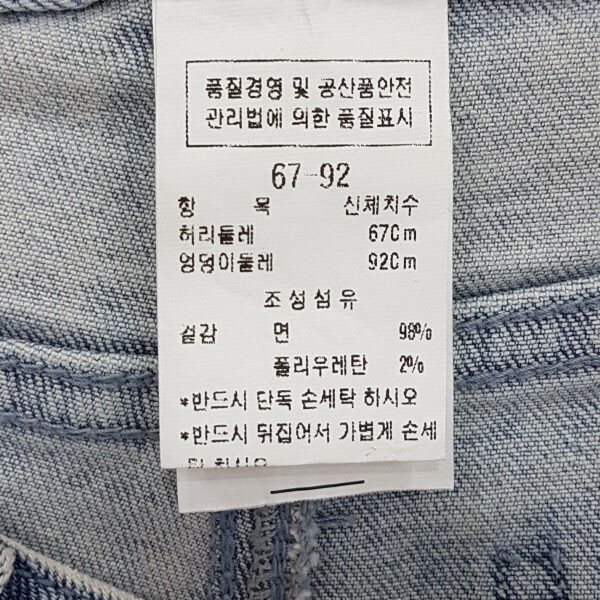 품질경영 및 공산품안전
관리법에 의한 품질표시
67-92
항 목 신체치수
허리둘레 67Cm
엉덩이둘레 92Cm
조성섬유
겉감 면 98%
폴리우레탄 2%
*반드시 단독 손세탁 하시오
*반드시 뒤집어서 가볍게 손세
탁 하시오